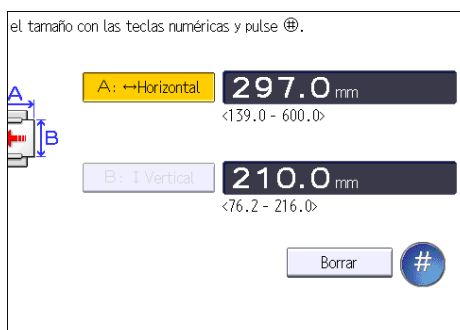 el tamaño con las teclas numéricas y pulse ⊕.
A: ↔Horizontal 297.0 mm
<139.0 - 600.0>
A
B
B: ↕ Vertical 210.0 mm
<76.2 - 216.0>
Borrar #